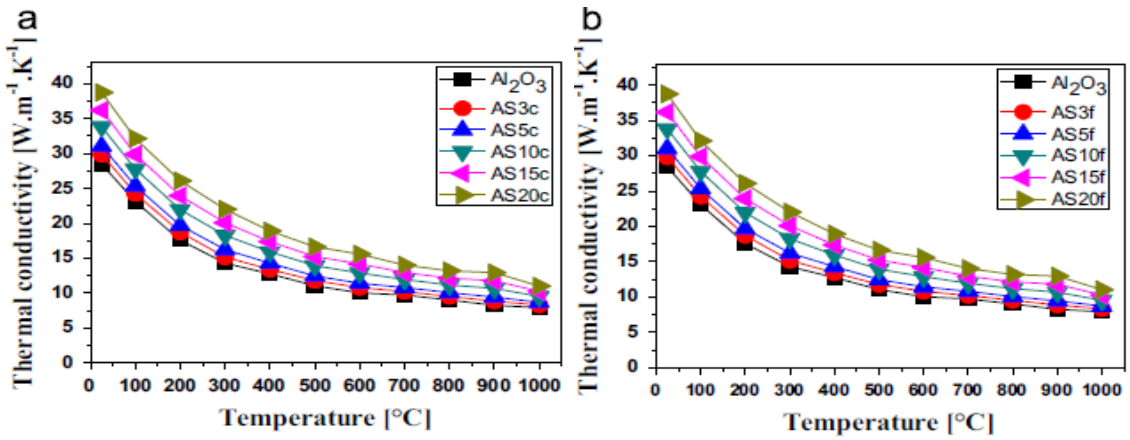 a
Thermal conductivity [W.m⁻¹.K⁻¹]
40
35
30
25
20
15
10
5
0
Al₂O₃
AS3c
AS5c
AS10c
AS15c
AS20c
0 100 200 300 400 500 600 700 800 900 1000
Temperature [°C]
b
Thermal conductivity [W.m⁻¹.K⁻¹]
40
35
30
25
20
15
10
5
0
Al₂O₃
AS3f
AS5f
AS10f
AS15f
AS20f
0 100 200 300 400 500 600 700 800 900 1000
Temperature [°C]